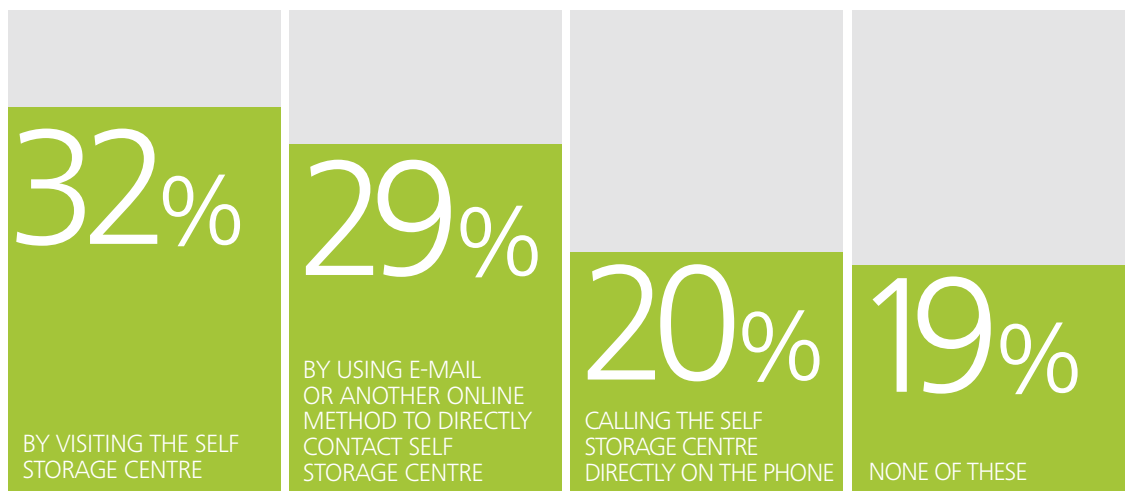 32%
BY VISITING THE SELF
STORAGE CENTRE
29%
BY USING E-MAIL
OR ANOTHER ONLINE
METHOD TO DIRECTLY
CONTACT SELF
STORAGE CENTRE
20%
CALLING THE SELF
STORAGE CENTRE
DIRECTLY ON THE PHONE
19%
NONE OF THESE